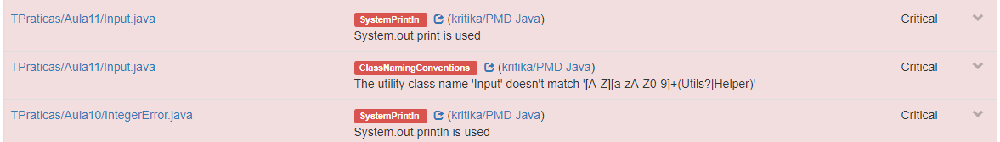 TPraticas/Aula11/Input.java SystemPrintln (kritika/PMD Java) Critical
System.out.print is used
TPraticas/Aula11/Input.java ClassNamingConventions (kritika/PMD Java) Critical
The utility class name 'Input' doesn't match '[A-Z][a-zA-Z0-9]+(Utils?|Helper)'
TPraticas/Aula10/IntegerError.java SystemPrintln (kritika/PMD Java) Critical
System.out.println is used